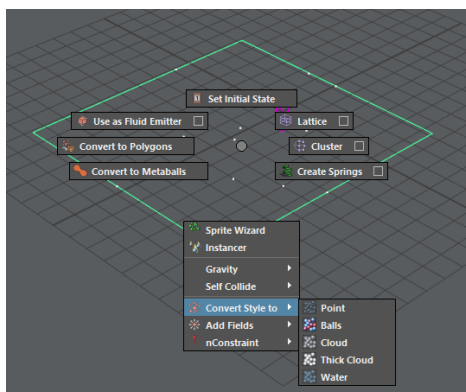 Set Initial State
Use as Fluid Emitter
Lattice
Convert to Polygons
Cluster
Convert to Metaballs
Create Springs
Sprite Wizard
Instancer
Gravity
Self Collide
Convert Style to
Point
Add Fields
Balls
nConstraint
Cloud
Thick Cloud
Water